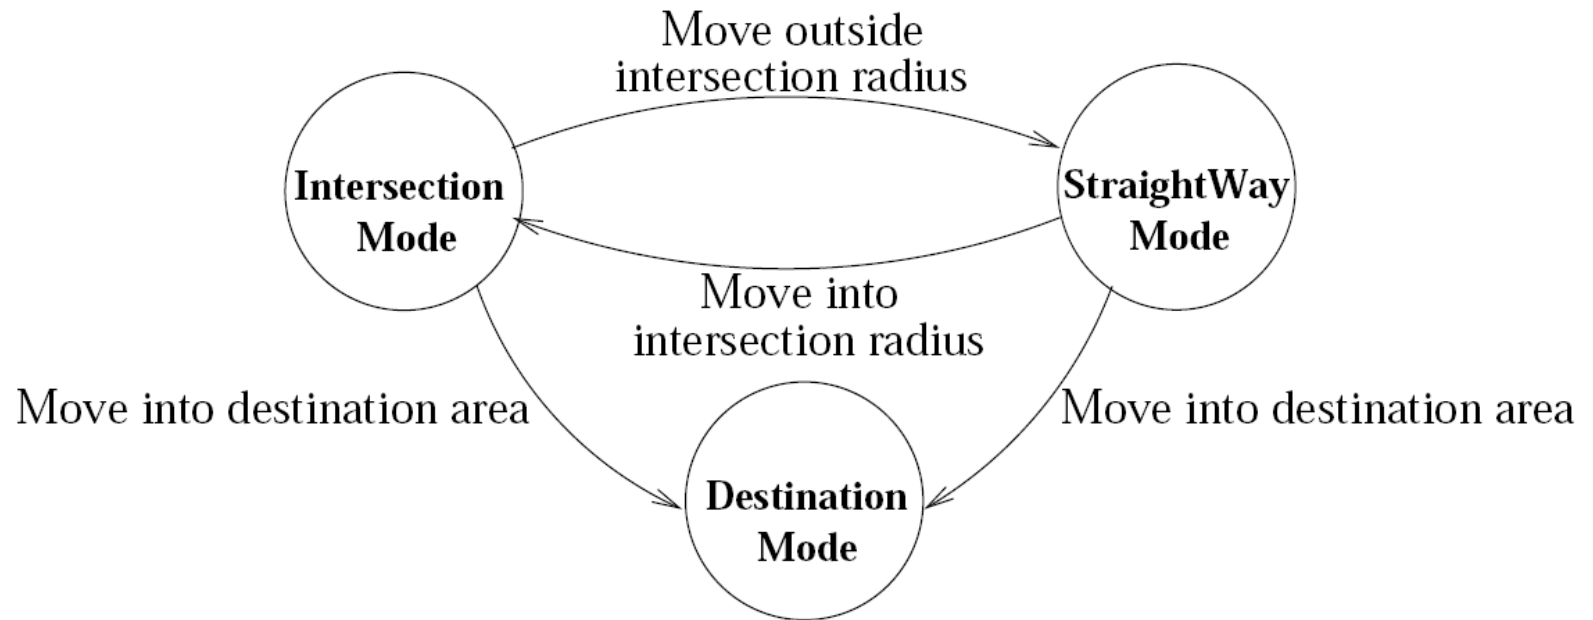 Move outside
intersection radius
Intersection
Mode
StraightWay
Mode
Move into
intersection radius
Move into destination area
Move into destination area
Destination
Mode